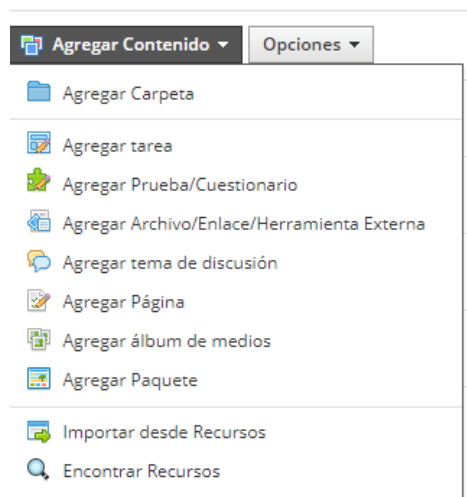 Agregar Contenido
Opciones
Agregar Carpeta
Agregar tarea
Agregar Prueba/Cuestionario
Agregar Archivo/Enlace/Herramienta Externa
Agregar tema de discusión
Agregar Página
Agregar álbum de medios
Agregar Paquete
Importar desde Recursos
Encontrar Recursos